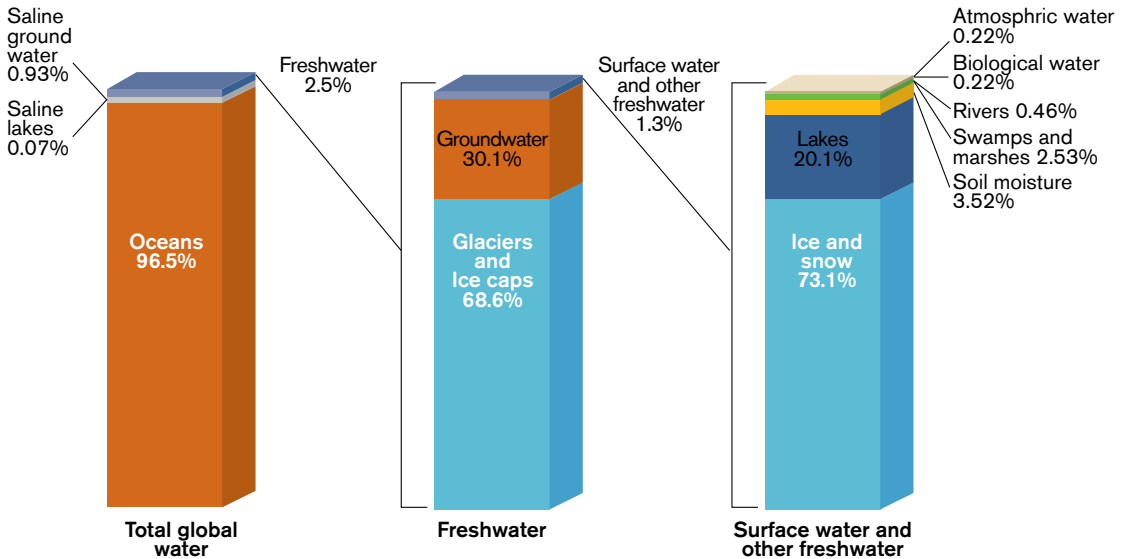 Saline
ground
water
0.93%
Saline
lakes
0.07%
Oceans
96.5%
Total global
water
Freshwater
2.5%
Groundwater
30.1%
Glaciers
and
Ice caps
68.6%
Freshwater
Surface water
and other
freshwater
1.3%
Lakes
20.1%
Ice and
snow
73.1%
Surface water and
other freshwater
Atmosphric water
0.22%
Biological water
0.22%
Rivers 0.46%
Swamps and
marshes 2.53%
Soil moisture
3.52%